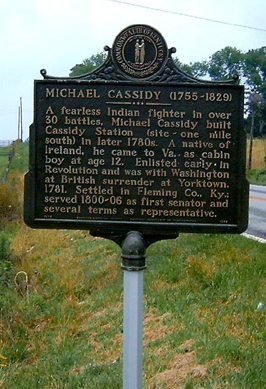 MICHAEL CASSIDY (1755-1829)
A fearless Indian fighter in over
30 battles, Michael Cassidy built
Cassidy Station (site-one mile
south) in later 1780s. A native of
Ireland, he came to Va. as cabin
boy at age 12. Enlisted early in
Revolution and was with Washington
at British surrender at Yorktown,
1781. Settled in Fleming Co., Ky.;
served 1800-06 as first senator and
several terms as representative.